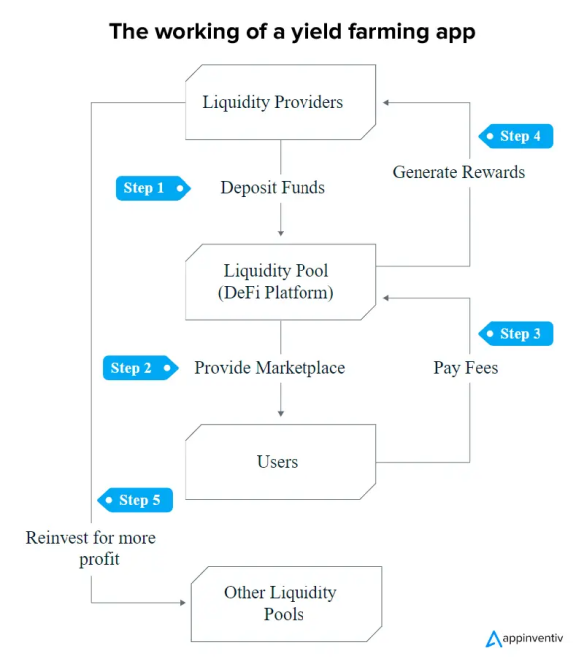 The working of a yield farming app
Liquidity Providers
Step 4
Generate Rewards
Step 1
Deposit Funds
Liquidity Pool
(DeFi Platform)
Step 3
Step 2
Provide Marketplace
Pay Fees
Users
Step 5
Reinvest for more
profit
Other Liquidity
Pools
appinventiv